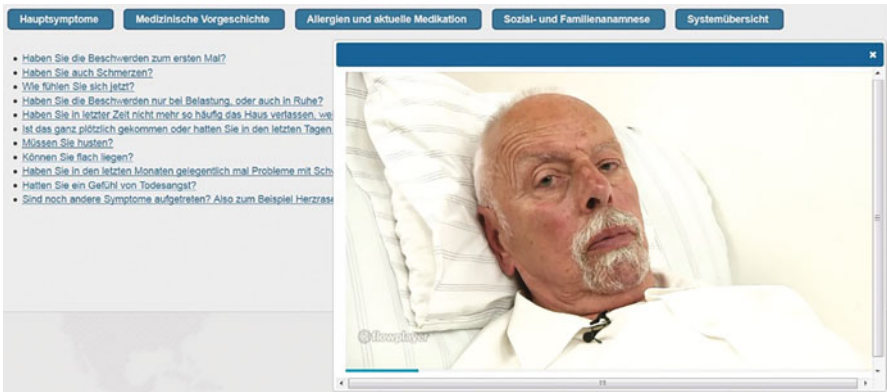 Hauptsymptome
Medizinische Vorgeschichte
Allergien und aktuelle Medikation
Sozial- und Familienanamnese
Systemübersicht
Haben Sie die Beschwerden zum ersten Mal?
Haben Sie auch Schmerzen?
Wie fühlen Sie sich jetzt?
Haben Sie die Beschwerden nur bei Belastung, oder auch in Ruhe?
Haben Sie in letzter Zeit nicht mehr so häufig das Haus verlassen, we
Ist das ganz plötzlich gekommen oder hatten Sie in den letzten Tagen
Müssen Sie husten?
Können Sie flach liegen?
Haben Sie in den letzten Monaten gelegentlich mal Probleme mit Schw
Hatten Sie ein Gefühl von Todesangst?
Sind noch andere Symptome aufgetreten? Also zum Beispiel Herzrase
flowplayer